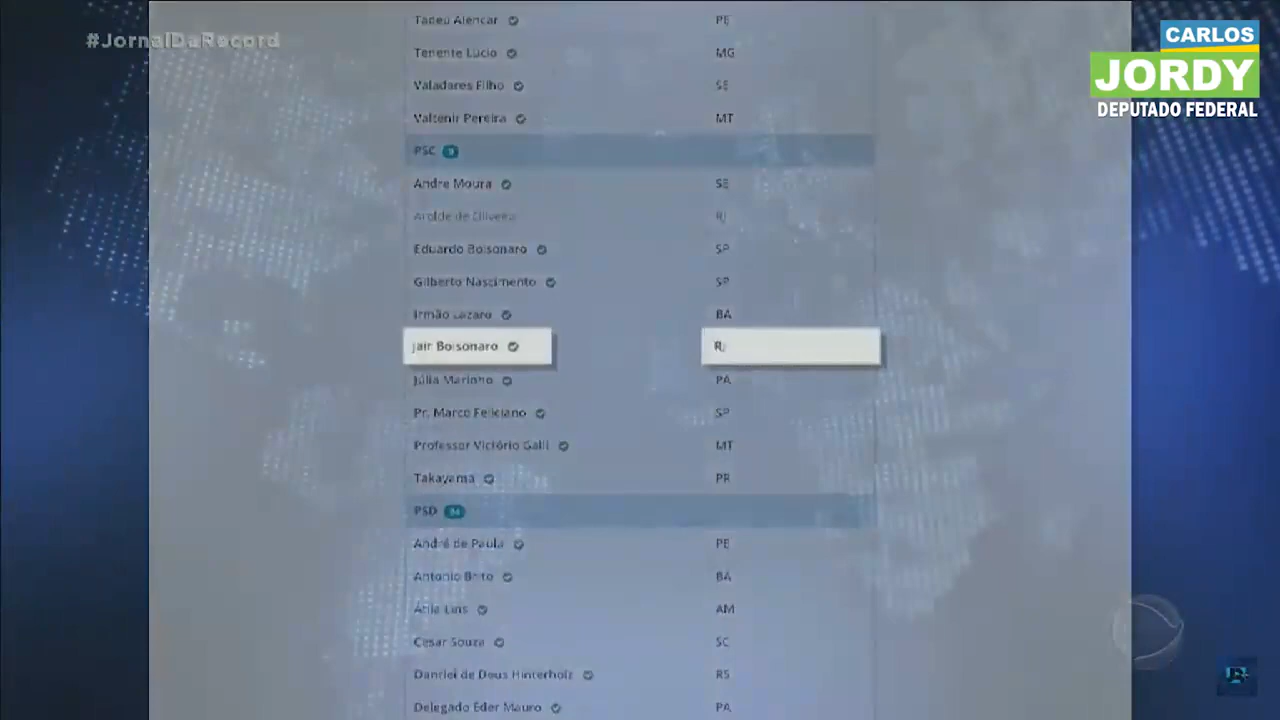 #JornalDaRecord
CARLOS
JORDY
DEPUTADO FEDERAL
Tadeu Alencar PE
Tenente Lúcio MG
Valadares Filho SE
Valtenir Pereira MT
PSC 9
Andre Moura SE
Arolde de Oliveira RJ
Eduardo Bolsonaro SP
Gilberto Nascimento SP
Irmão Lazaro BA
Jair Bolsonaro RJ
Júlia Marinho PA
Pr. Marco Feliciano SP
Professor Victório Galli MT
Takayama PR
PSD
André de Paula PE
Antonio Brito BA
Átila Lins AM
Cesar Souza SC
Danrlei de Deus Hinterholz RS
Delegado Éder Mauro PA